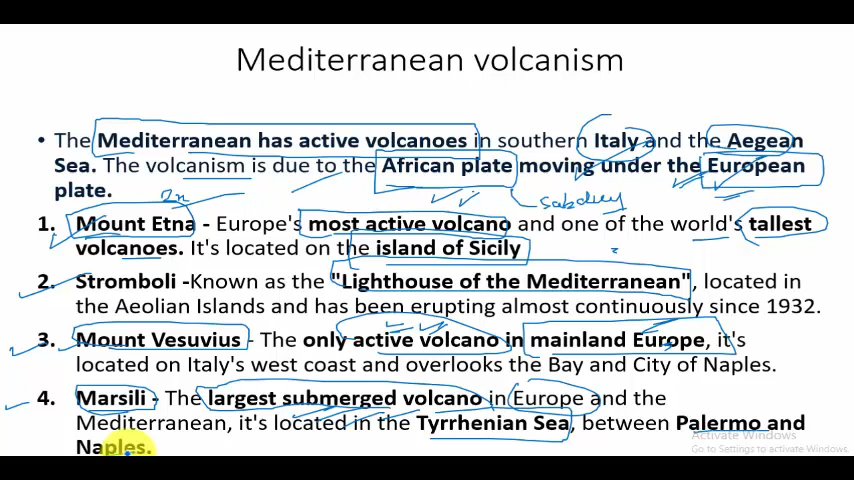 Mediterranean volcanism
• The Mediterranean has active volcanoes in southern Italy and the Aegean
Sea. The volcanism is due to the African plate moving under the European
plate.
1. Mount Etna - Europe's most active volcano and one of the world's tallest
volcanoes. It's located on the island of Sicily
2. Stromboli -Known as the "Lighthouse of the Mediterranean", located in
the Aeolian Islands and has been erupting almost continuously since 1932.
3. Mount Vesuvius - The only active volcano in mainland Europe, it's
located on Italy's west coast and overlooks the Bay and City of Naples.
4. Marsili - The largest submerged volcano in Europe and the
Mediterranean, it's located in the Tyrrhenian Sea, between Palermo and
Naples.
Activate Windows
Go to Settings to activate Windows.